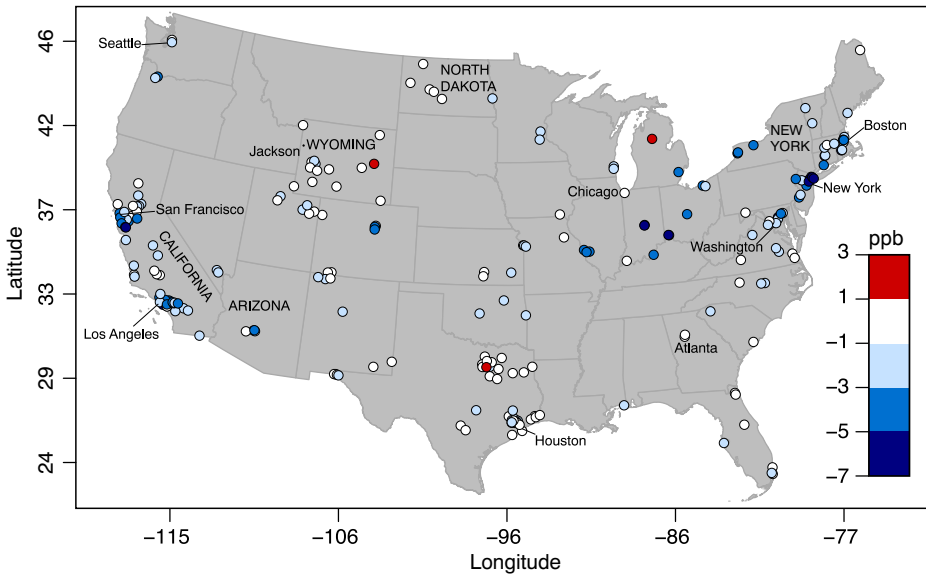 46
42
37
33
29
24
Latitude
Seattle
NORTH
DAKOTA
Jackson
WYOMING
NEW
YORK
Boston
Chicago
New York
San Francisco
Washington
CALIFORNIA
ARIZONA
Los Angeles
Atlanta
Houston
ppb
3
1
−1
−3
−5
−7
−115
−106
−96
−86
−77
Longitude